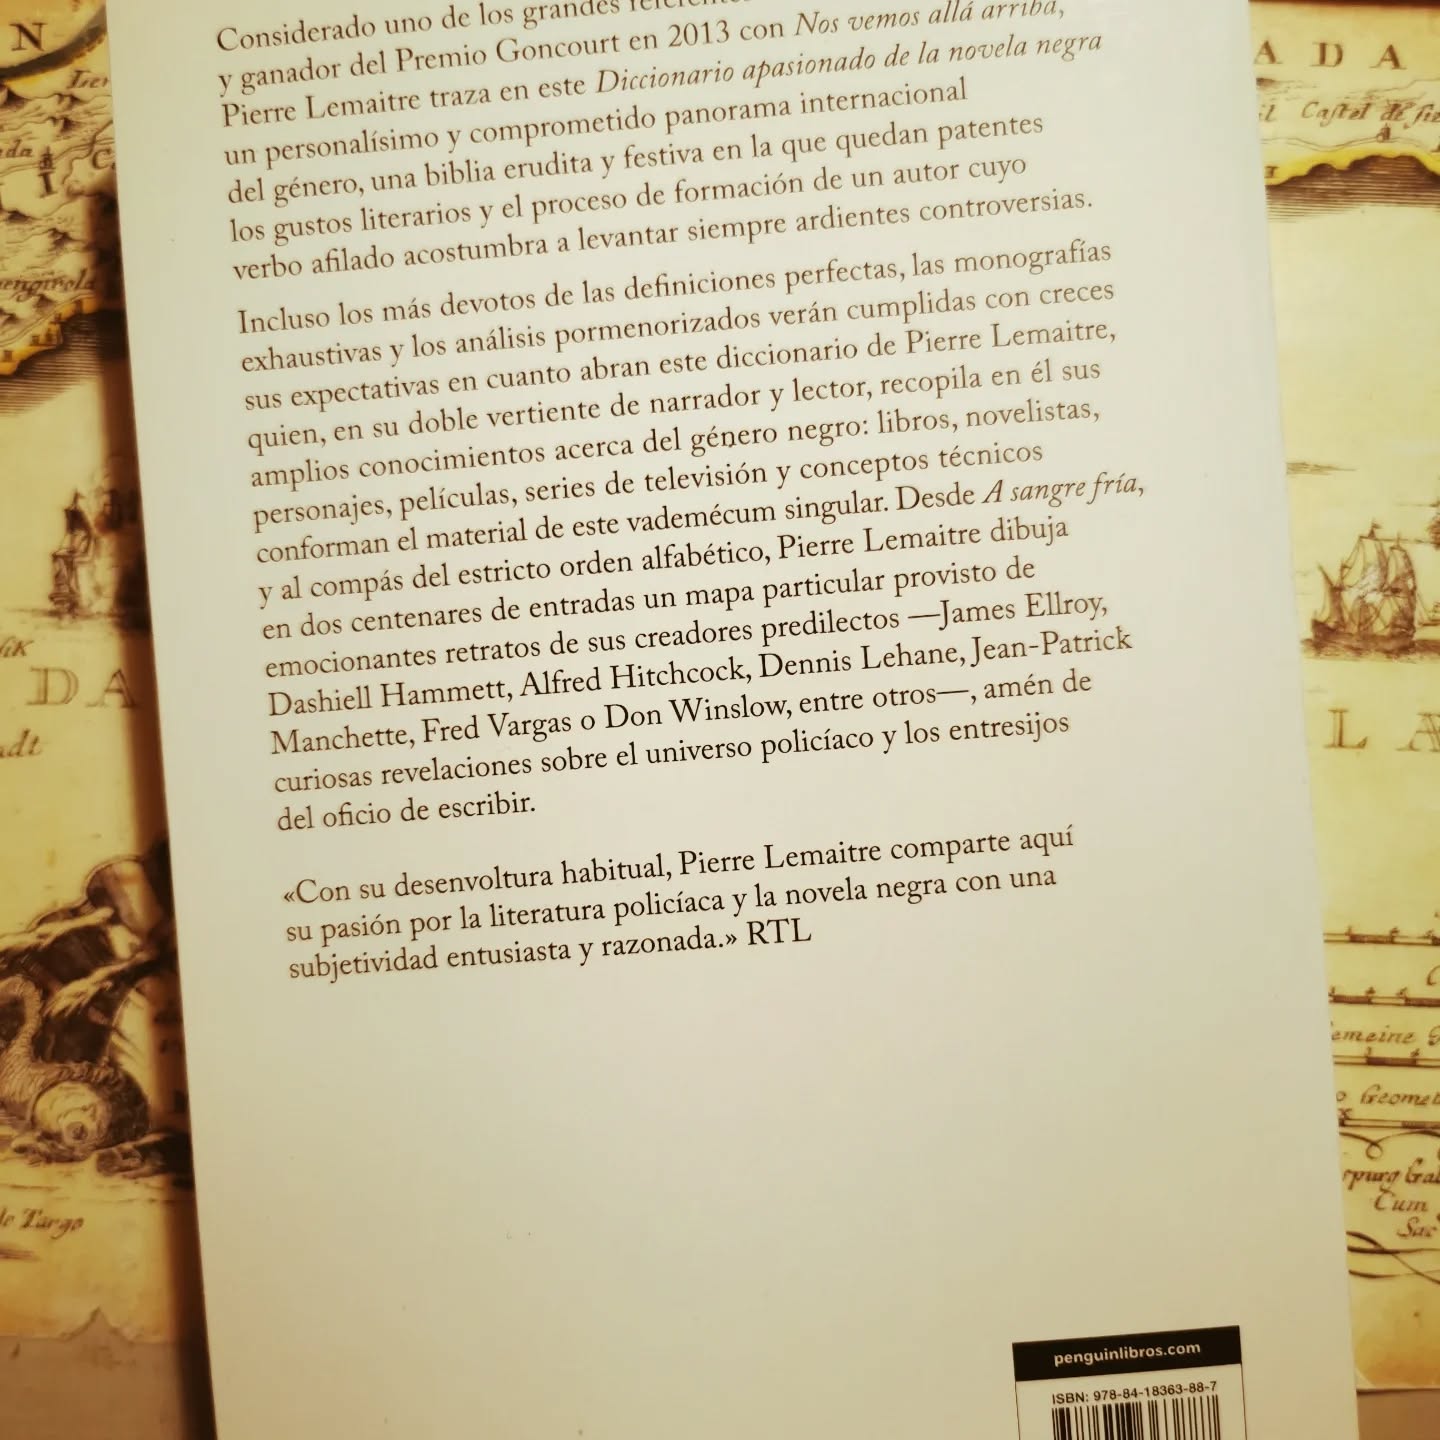 Considerado uno de los grandes
y ganador del Premio Goncourt en 2013 con Nos vemos allá arriba,
Pierre Lemaitre traza en este Diccionario apasionado de la novela negra
un personalísimo y comprometido panorama internacional
del género, una biblia erudita y festiva en la que quedan patentes
los gustos literarios y el proceso de formación de un autor cuyo
verbo afilado acostumbra a levantar siempre ardientes controversias.
Incluso los más devotos de las definiciones perfectas, las monografías
exhaustivas y los análisis pormenorizados verán cumplidas con creces
sus expectativas en cuanto abran este diccionario de Pierre Lemaitre,
quien, en su doble vertiente de narrador y lector, recopila en él sus
amplios conocimientos acerca del género negro: libros, novelistas,
personajes, películas, series de televisión y conceptos técnicos
conforman el material de este vademécum singular. Desde A sangre fría,
y al compás del estricto orden alfabético, Pierre Lemaitre dibuja
en dos centenares de entradas un mapa particular provisto de
emocionantes retratos de sus creadores predilectos —James Ellroy,
Dashiell Hammett, Alfred Hitchcock, Dennis Lehane, Jean-Patrick
Manchette, Fred Vargas o Don Winslow, entre otros—, amén de
curiosas revelaciones sobre el universo policíaco y los entresijos
del oficio de escribir.
«Con su desenvoltura habitual, Pierre Lemaitre comparte aquí
su pasión por la literatura policíaca y la novela negra con una
subjetividad entusiasta y razonada.» RTL
penguinlibros.com
ISBN: 978-84-18363-88-7
N
DA
de Targo
ADA
Castel de
LA
Cum